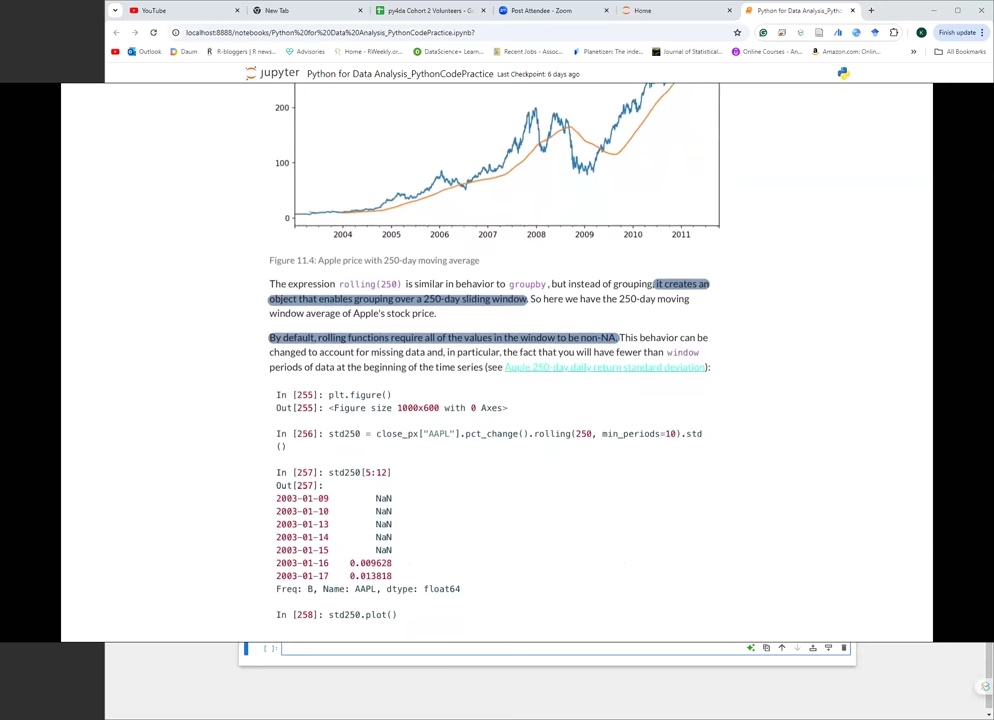 YouTube
New Tab
py4da Cohort 2 Volunteers - G
Post Attendee - Zoom
Home
Python for Data Analysis_Pytho
localhost:8888/notebooks/Python%20for%20Data%20Analysis_PythonCodePractice.ipynb?
K
Finish update
Outlook
Daum
R-bloggers | R news...
Advisories
Home - RWeekly.org...
DataScience+ Learn...
Recent Jobs - Assoc...
Planetizen: The inde...
Journal of Statistical...
Online Courses - An...
Amazon.com: Onlin...
»
All Bookmarks
jupyter Python for Data Analysis_PythonCodePractice Last Checkpoint: 6 days ago
200
100
0
2004 2005 2006 2007 2008 2009 2010 2011
Figure 11.4: Apple price with 250-day moving average
The expression rolling(250) is similar in behavior to groupby, but instead of grouping, it creates an
object that enables grouping over a 250-day sliding window. So here we have the 250-day moving
window average of Apple's stock price.
By default, rolling functions require all of the values in the window to be non-NA. This behavior can be
changed to account for missing data and, in particular, the fact that you will have fewer than window
periods of data at the beginning of the time series (see Apple 250-day daily return standard deviation):
In [255]: plt.figure()
Out[255]: <Figure size 1000x600 with 0 Axes>
In [256]: std250 = close_px["AAPL"].pct_change().rolling(250, min_periods=10).std
()
In [257]: std250[5:12]
Out[257]:
2003-01-09 NaN
2003-01-10 NaN
2003-01-13 NaN
2003-01-14 NaN
2003-01-15 NaN
2003-01-16 0.009628
2003-01-17 0.013818
Freq: B, Name: AAPL, dtype: float64
In [258]: std250.plot()
[ ]: